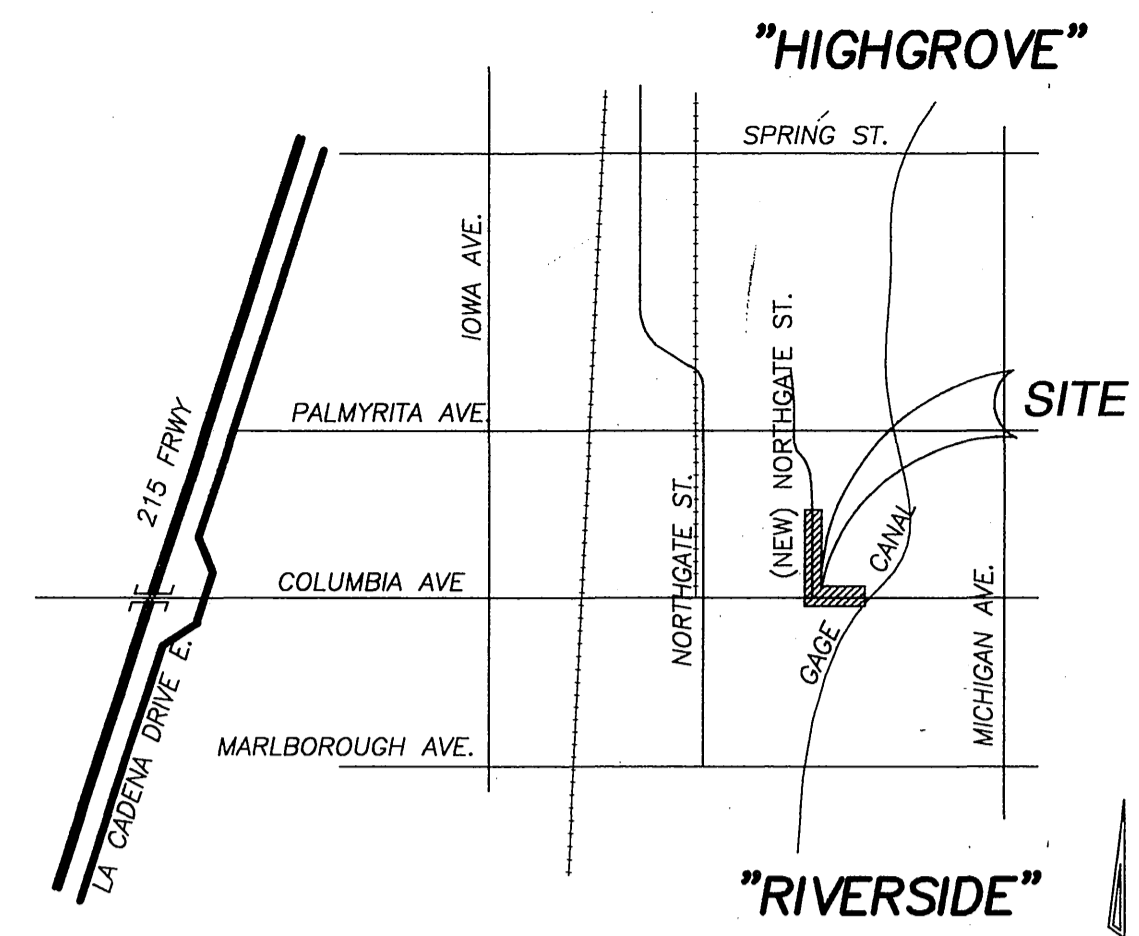 "HIGHGROVE"
SPRING ST.
IOWA AVE.
(NEW) NORTHGATE ST.
SITE
PALMYRITA AVE.
215 FRWY
NORTHGATE ST.
CANAL
COLUMBIA AVE
MICHIGAN AVE.
GAGE
LA CADENA DRIVE E.
MARLBOROUGH AVE.
"RIVERSIDE"